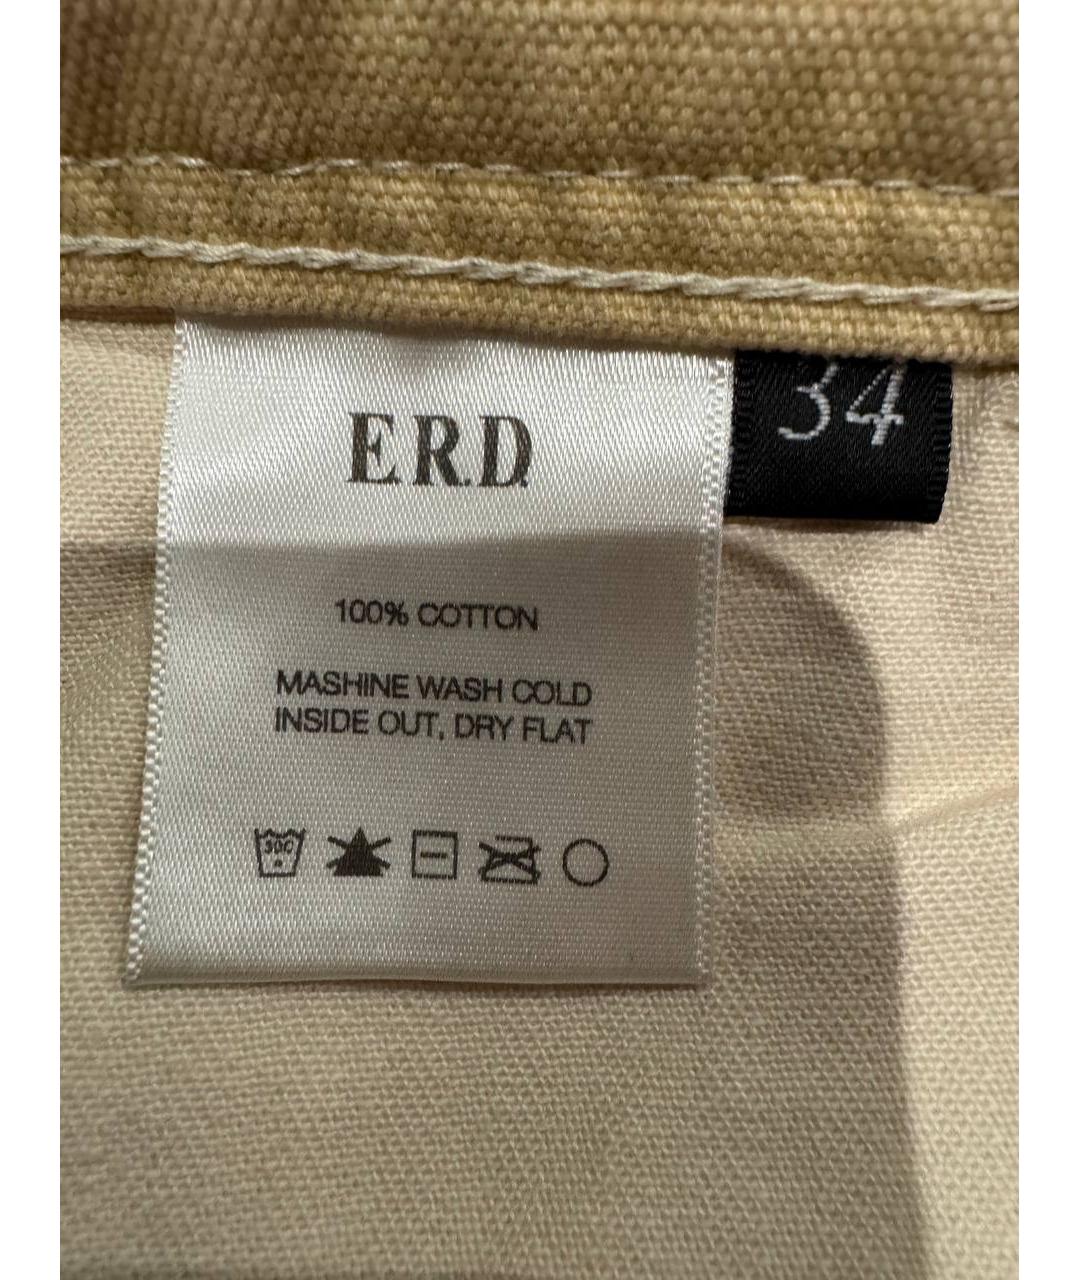 E.R.D.
34
100% COTTON
MASHINE WASH COLD
INSIDE OUT, DRY FLAT
30C